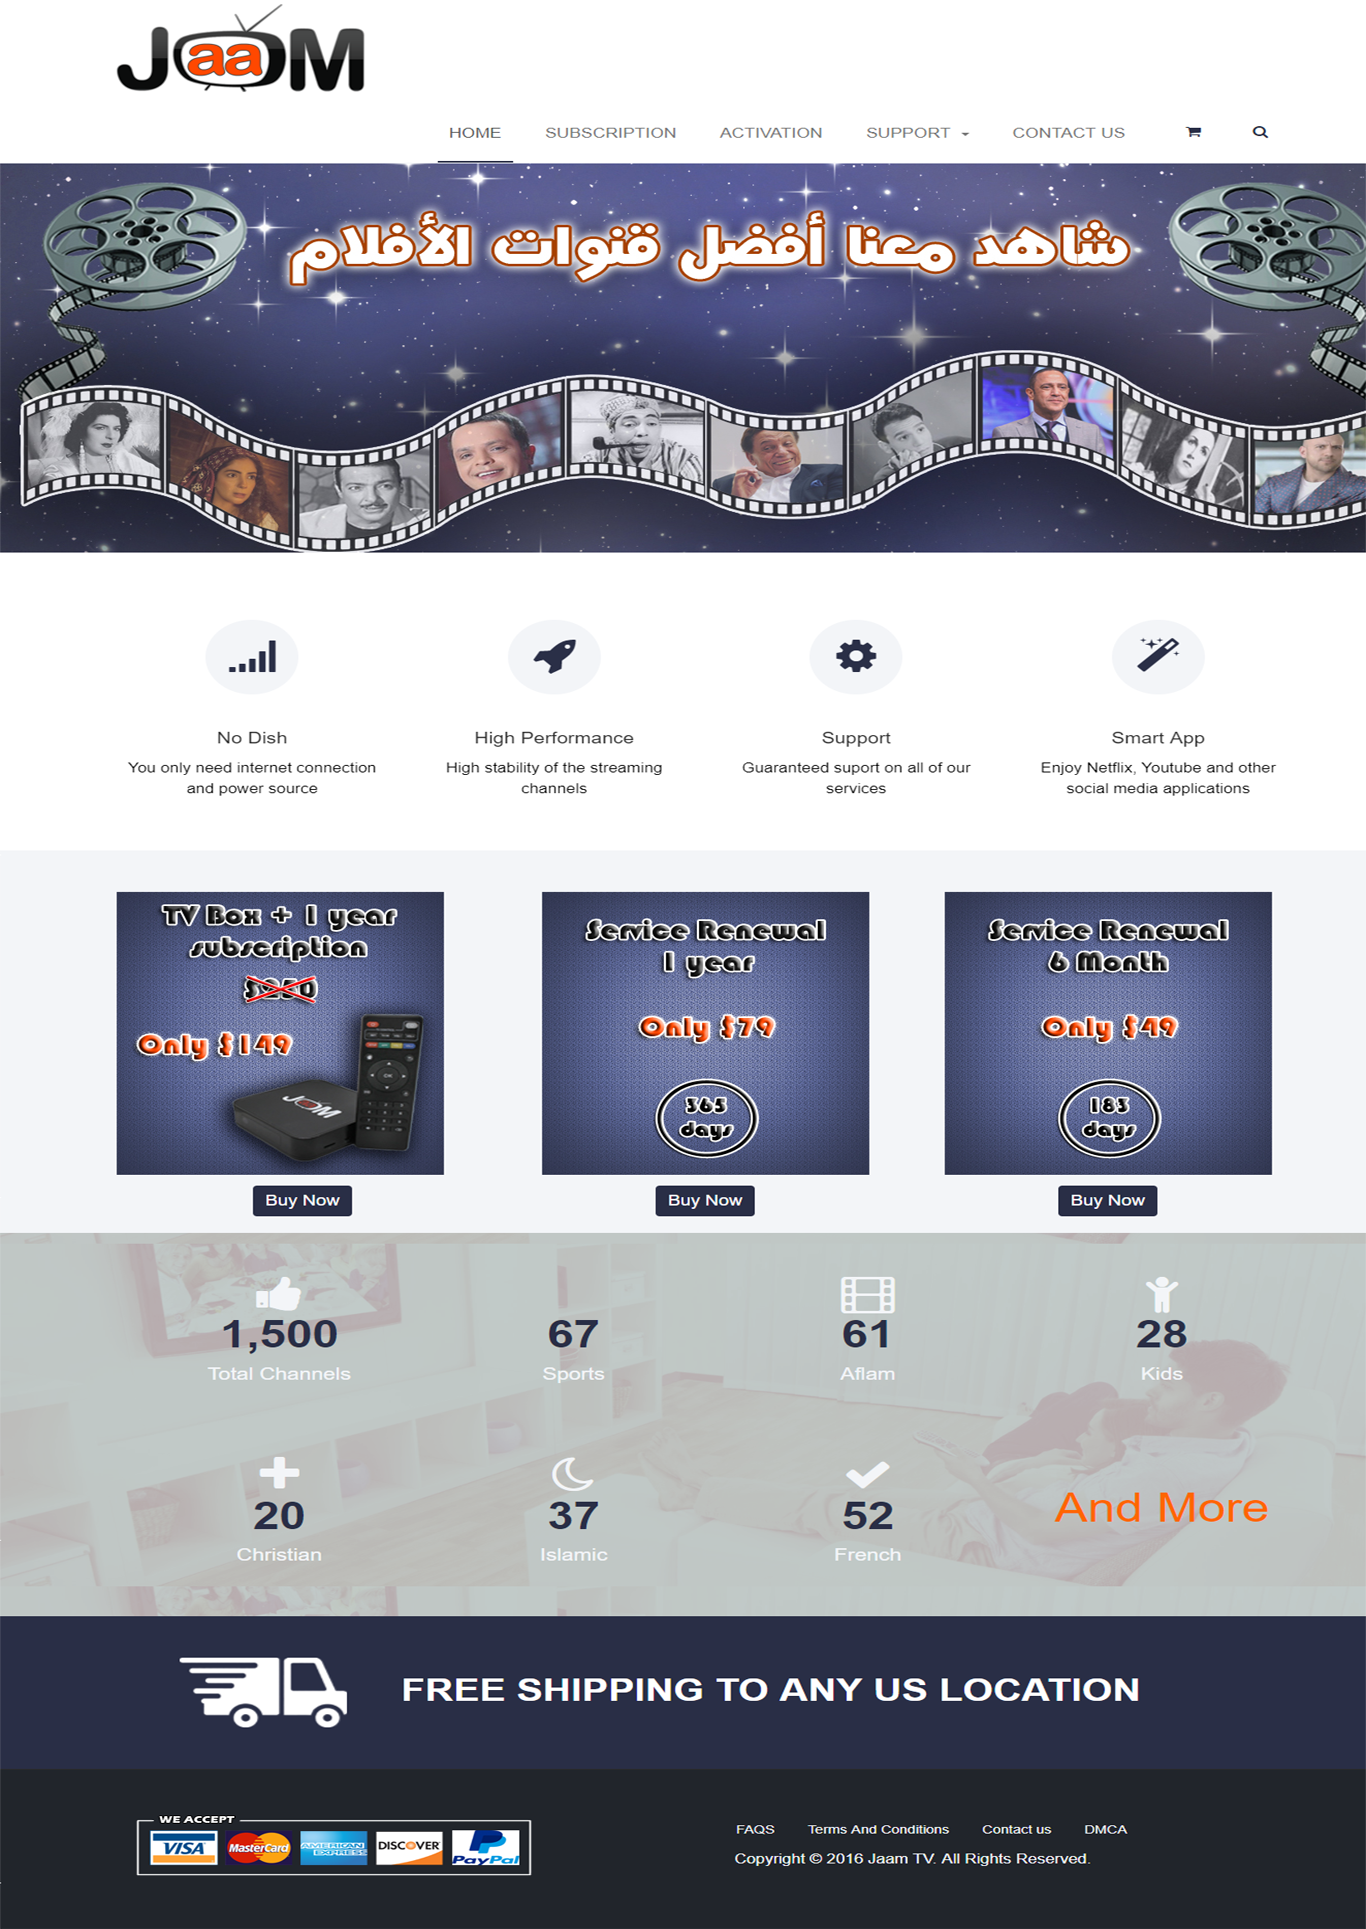 JaaM
HOME SUBSCRIPTION ACTIVATION SUPPORT CONTACT US
شاهد معنا أفضل قنوات الأفلام
No Dish
You only need internet connection
and power source
High Performance
High stability of the streaming
channels
Support
Guaranteed suport on all of our
services
Smart App
Enjoy Netflix, Youtube and other
social media applications
TV Box + 1 year
subscription
$250
Only $149
JaaM
OK
Buy Now
Service Renewal
1 year
Only $79
365
days
Buy Now
Service Renewal
6 Month
Only $49
183
days
Buy Now
1,500
Total Channels
67
Sports
61
Aflam
28
Kids
20
Christian
37
Islamic
52
French
And More
FREE SHIPPING TO ANY US LOCATION
WE ACCEPT
VISA MasterCard AMERICAN EXPRESS DISCOVER PayPal
FAQS Terms And Conditions Contact us DMCA
Copyright © 2016 Jaam TV. All Rights Reserved.